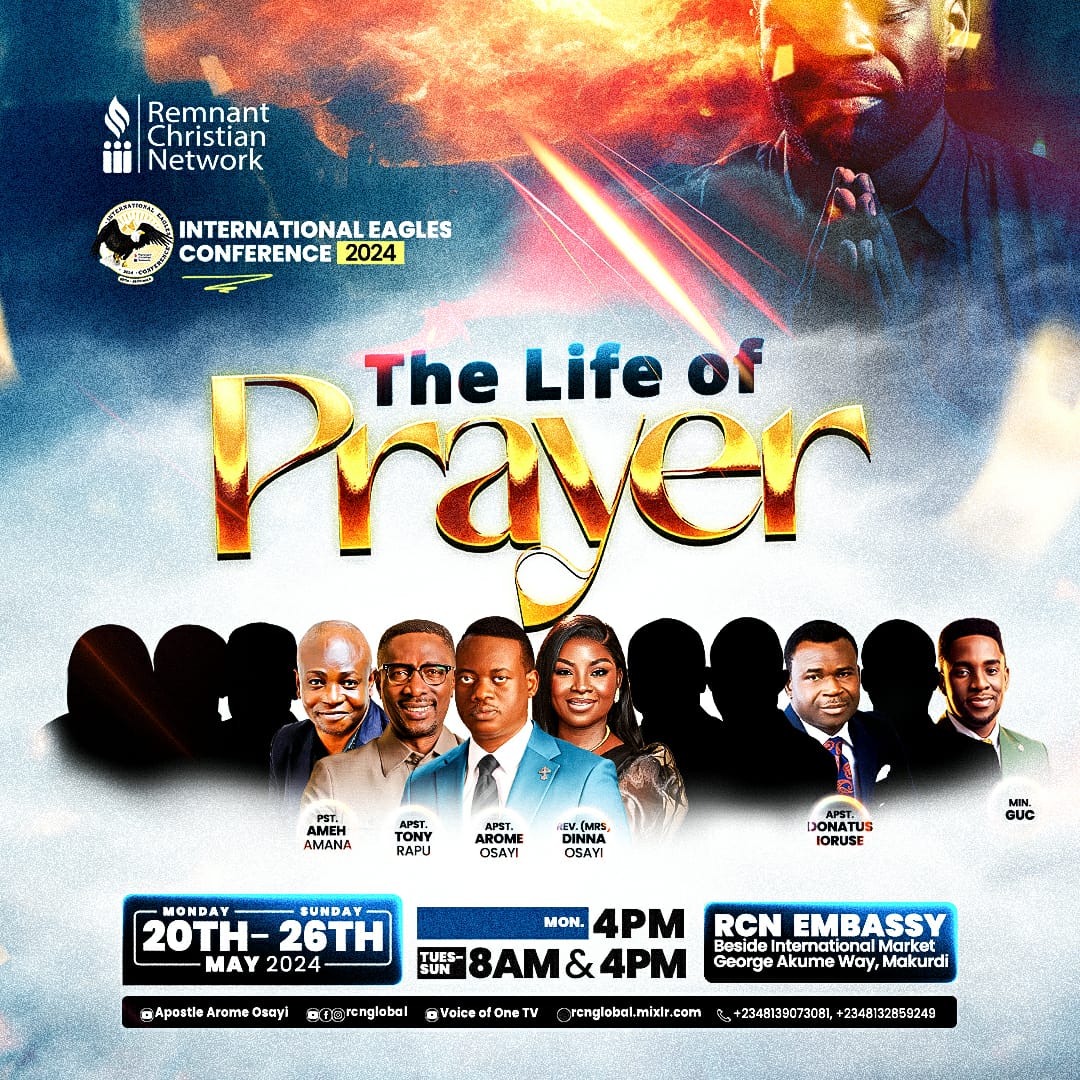 Remnant
Christian
Network
INTERNATIONAL EAGLES
CONFERENCE 2024
The Life of
Prayer
PST.
AMEH
AMANA
APST.
TONY
RAPU
APST.
AROME
OSAYI
REV. (MRS)
DINNA
OSAYI
APST.
DONATUS
IORUSE
MIN.
GUC
MONDAY SUNDAY
20TH - 26TH
MAY 2024
MON. 4PM
TUES-SUN 8AM & 4PM
RCN EMBASSY
Beside International Market
George Akume Way, Makurdi
Apostle Arome Osayi rcnglobal Voice of One TV rcnglobal.mixlr.com +2348139073081, +2348132859249